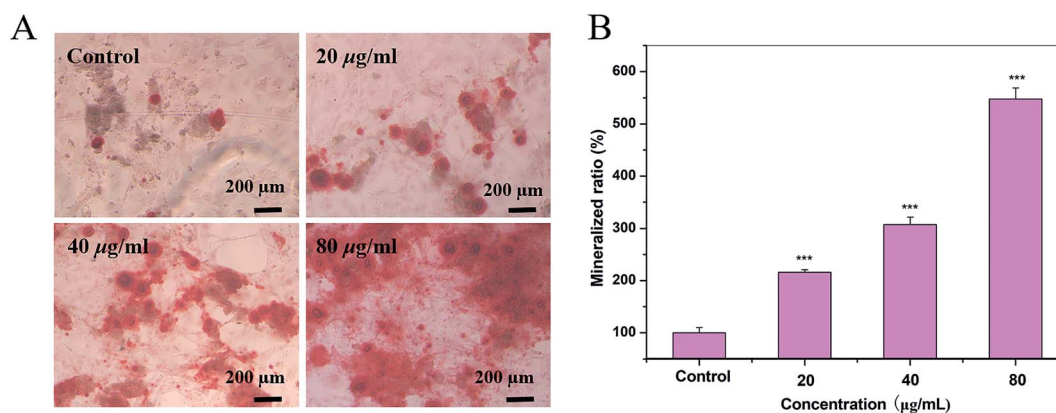 A
Control
200 µm
20 µg/ml
200 µm
40 µg/ml
200 µm
80 µg/ml
200 µm
B
Mineralized ratio (%)
600
500
400
300
200
100
***
***
***
Control
20
40
80
Concentration (µg/mL)